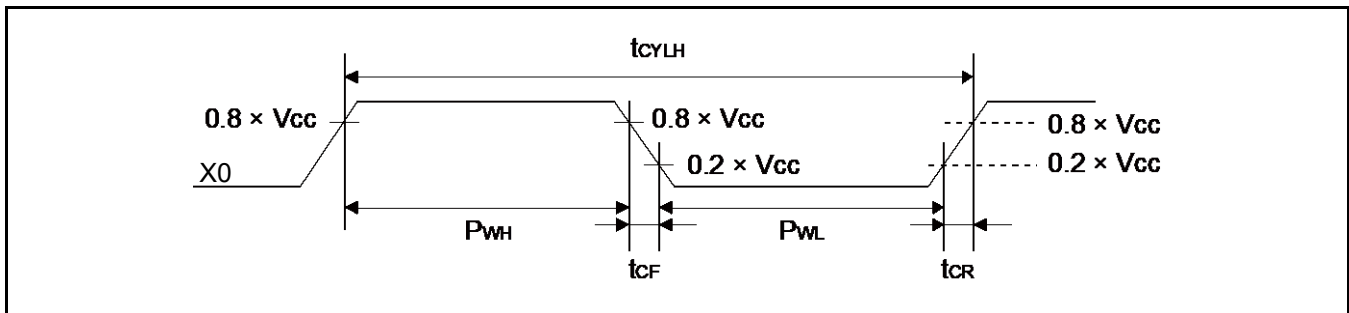 tCYLH
0.8 × Vcc
0.8 × Vcc
0.8 × Vcc
0.2 × Vcc
0.2 × Vcc
X0
PWH
PWL
tCF
tCR